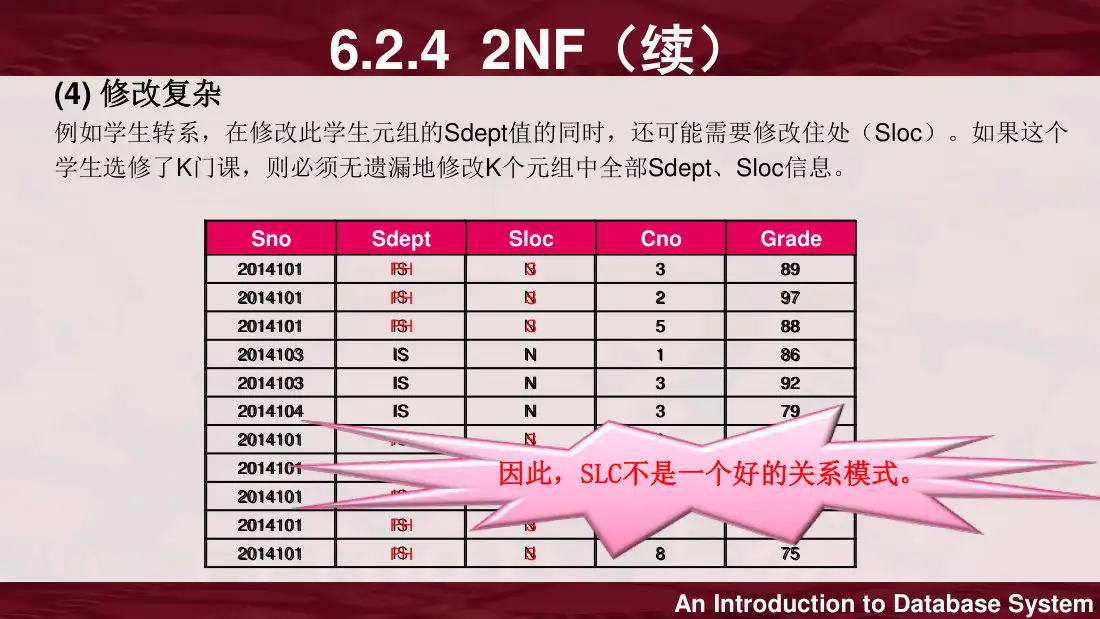 6.2.4 2NF（续）
(4) 修改复杂
例如学生转系，在修改此学生元组的Sdept值的同时，还可能需要修改住处（Sloc）。如果这个
学生选修了K门课，则必须无遗漏地修改K个元组中全部Sdept、Sloc信息。
Sno Sdept Sloc Cno Grade
2014101 3 89
2014101 2 97
2014101 5 88
2014103 IS N 1 86
2014103 IS N 3 92
2014104 IS N 3 79
2014101
2014101
因此，SLC不是一个好的关系模式。
2014101
2014101
2014101 8 75
An Introduction to Database System